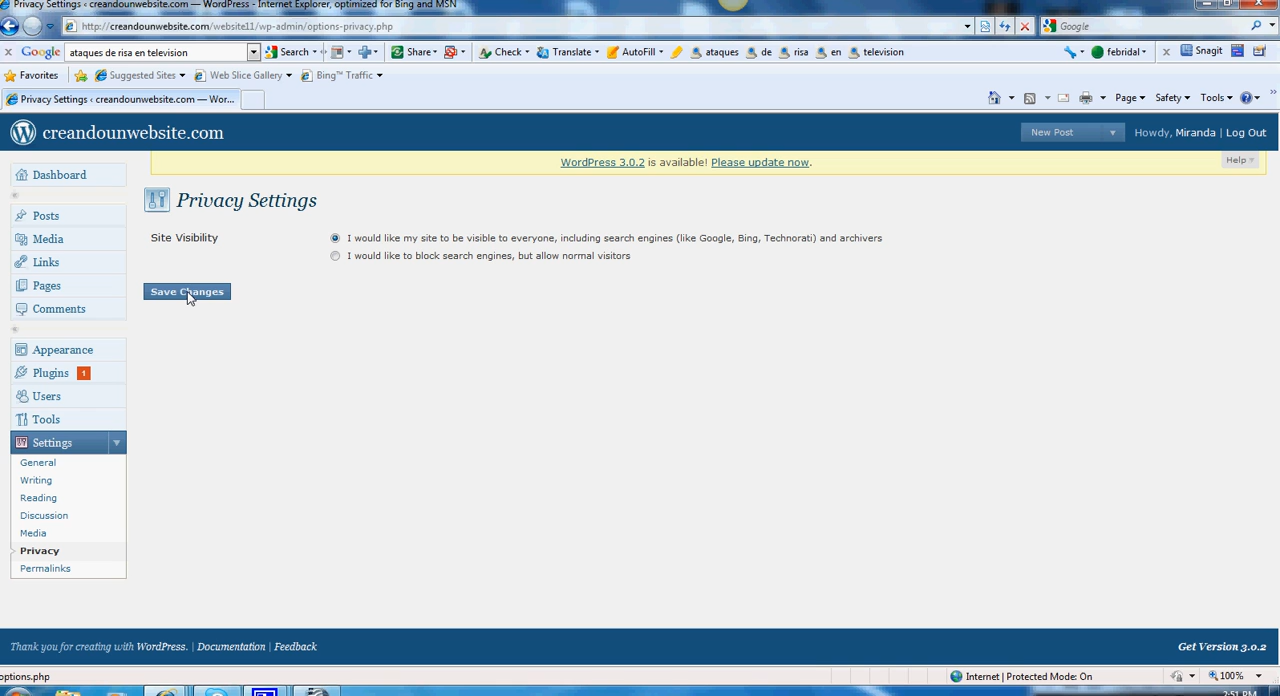 Privacy Settings ‹ creandounwebsite.com — WordPress - Internet Explorer, optimized for Bing and MSN
http://creandounwebsite.com/website11/wp-admin/options-privacy.php
Google
Google ataques de risa en television Search Share Check Translate AutoFill ataques de risa en television febridal Snagit
Favorites Suggested Sites Web Slice Gallery Bing™ Traffic
Privacy Settings ‹ creandounwebsite.com — Wor... Page Safety Tools
creandounwebsite.com New Post Howdy, Miranda | Log Out
WordPress 3.0.2 is available! Please update now. Help
Dashboard
Privacy Settings
Posts
Site Visibility I would like my site to be visible to everyone, including search engines (like Google, Bing, Technorati) and archivers
Media
I would like to block search engines, but allow normal visitors
Links
Pages
Save Changes
Comments
Appearance
Plugins 1
Users
Tools
Settings
General
Writing
Reading
Discussion
Media
Privacy
Permalinks
Thank you for creating with WordPress. | Documentation | Feedback Get Version 3.0.2
options.php Internet | Protected Mode: On 100%
2:51 PM